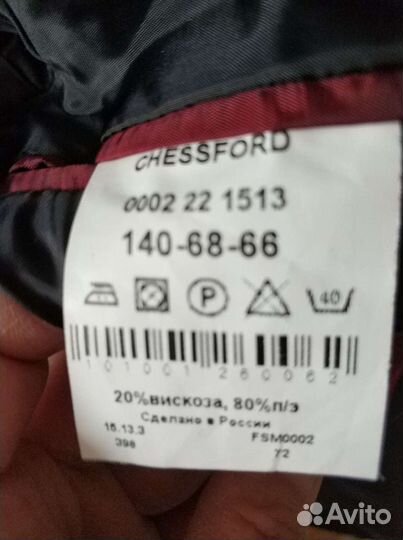 CHESSFORD
0002 22 1513
140-68-66
P 40
101001260062
20%вискоза, 80%п/э
Сделано в России
15.13.3 FSM0002
398 72
Avito